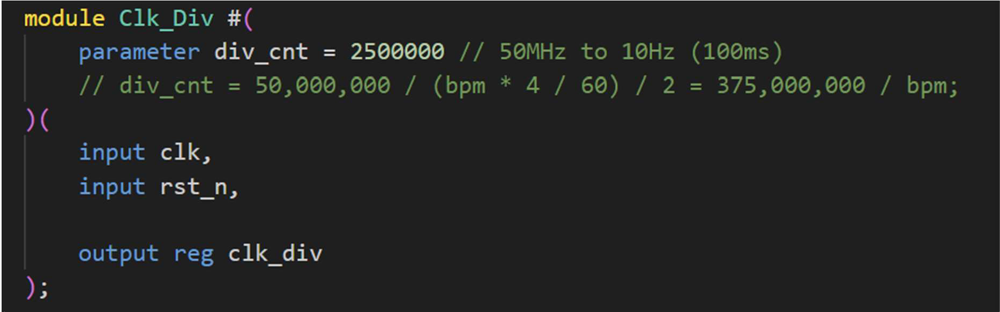 module Clk_Div #(
    parameter div_cnt = 2500000 // 50MHz to 10Hz (100ms)
    // div_cnt = 50,000,000 / (bpm * 4 / 60) / 2 = 375,000,000 / bpm;
)(
    input clk,
    input rst_n,

    output reg clk_div
);